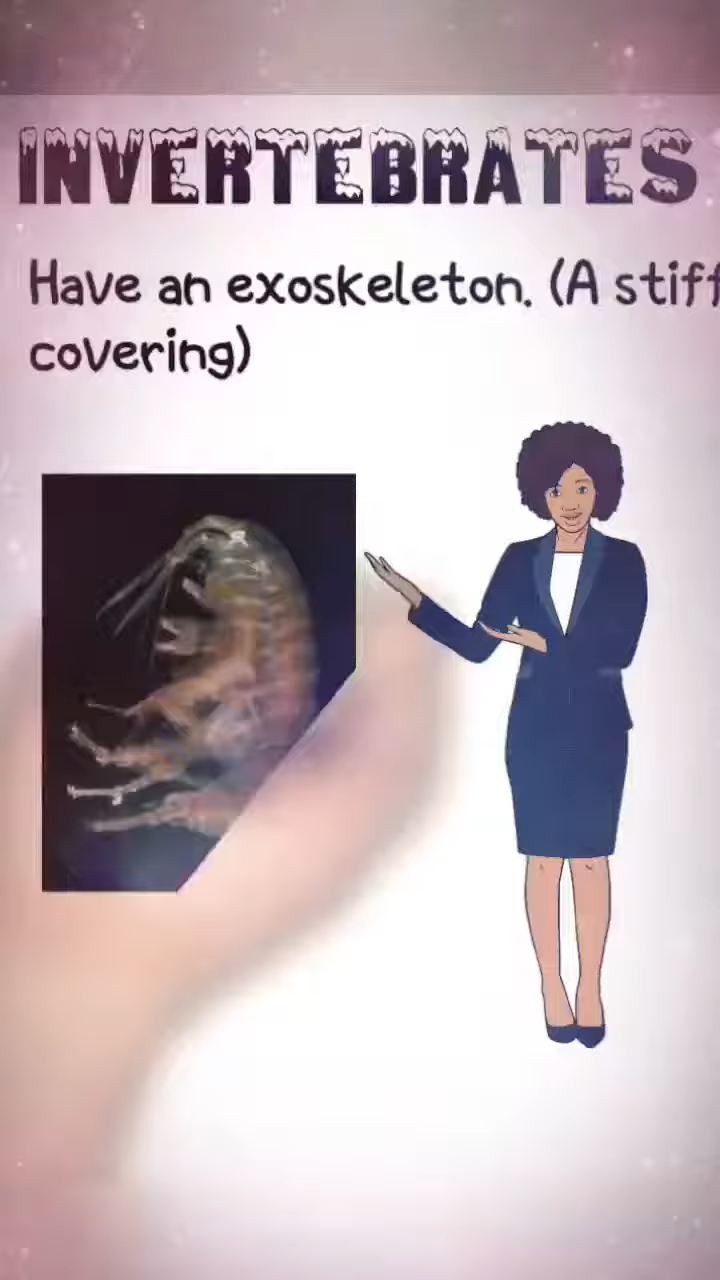 INVERTEBRATES
Have an exoskeleton. (A stiff
covering)